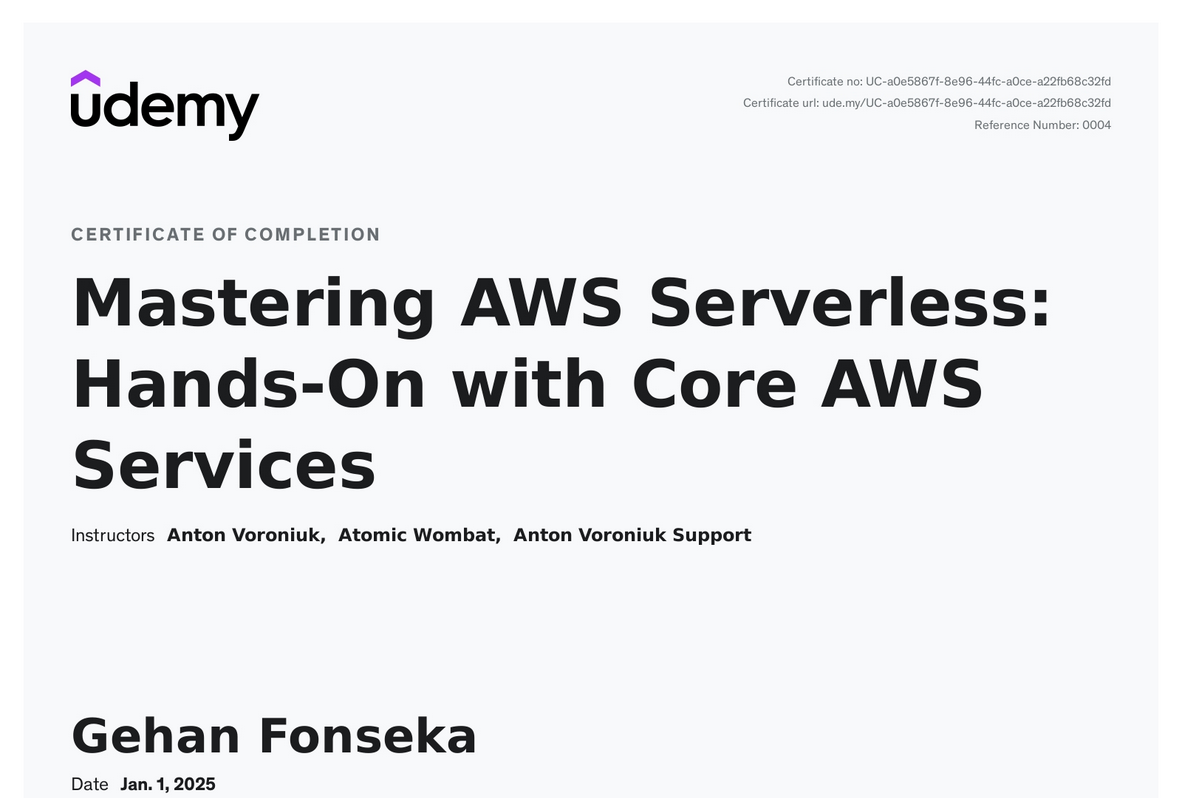 udemy
Certificate no: UC-a0e5867f-8e96-44fc-a0ce-a22fb68c32fd
Certificate url: ude.my/UC-a0e5867f-8e96-44fc-a0ce-a22fb68c32fd
Reference Number: 0004
CERTIFICATE OF COMPLETION
Mastering AWS Serverless:
Hands-On with Core AWS
Services
Instructors Anton Voroniuk, Atomic Wombat, Anton Voroniuk Support
Gehan Fonseka
Date Jan. 1, 2025